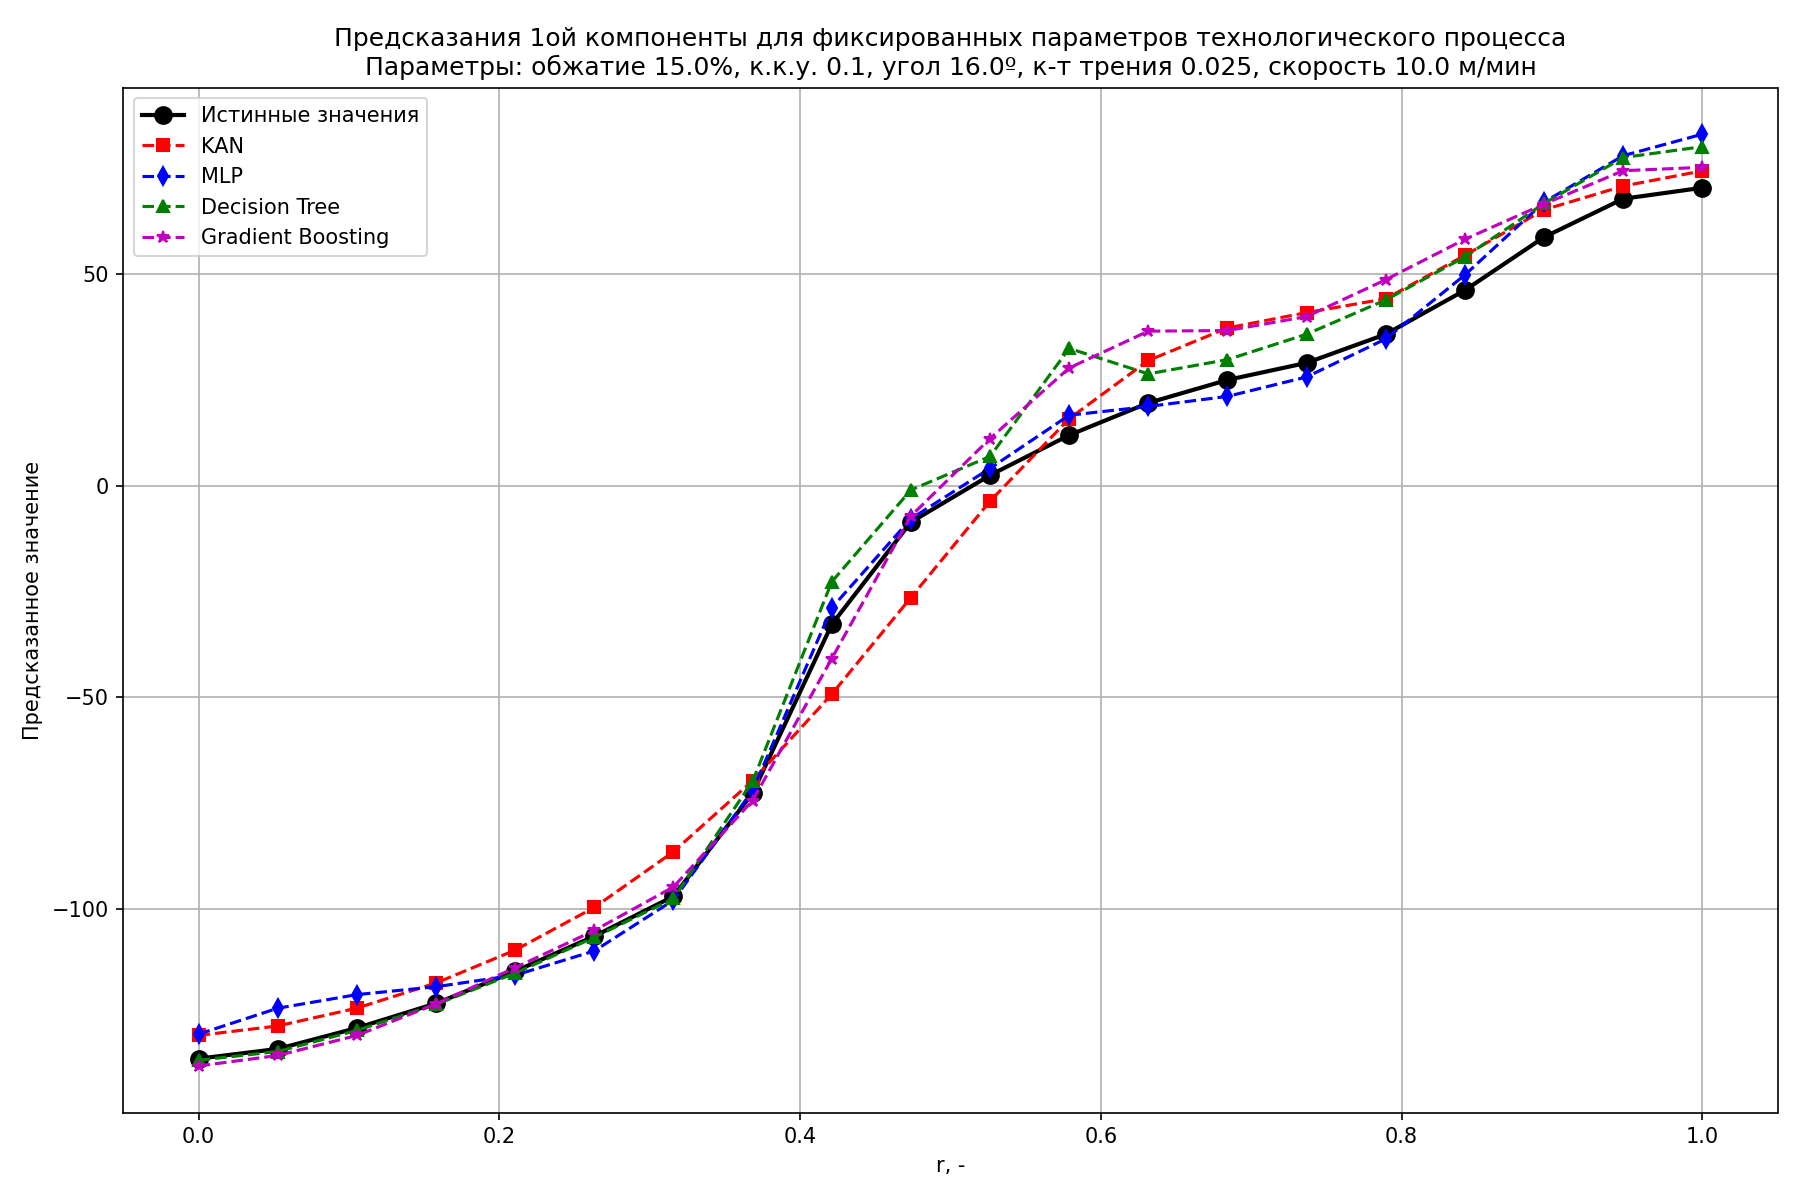 Предсказания 1ой компоненты для фиксированных параметров технологического процесса
Параметры: обжатие 15.0%, к.к.у. 0.1, угол 16.0º, к-т трения 0.025, скорость 10.0 м/мин
Истинные значения
KAN
MLP
Decision Tree
Gradient Boosting
Предсказанное значение
50
0
−50
−100
0.0
0.2
0.4
0.6
0.8
1.0
r, -